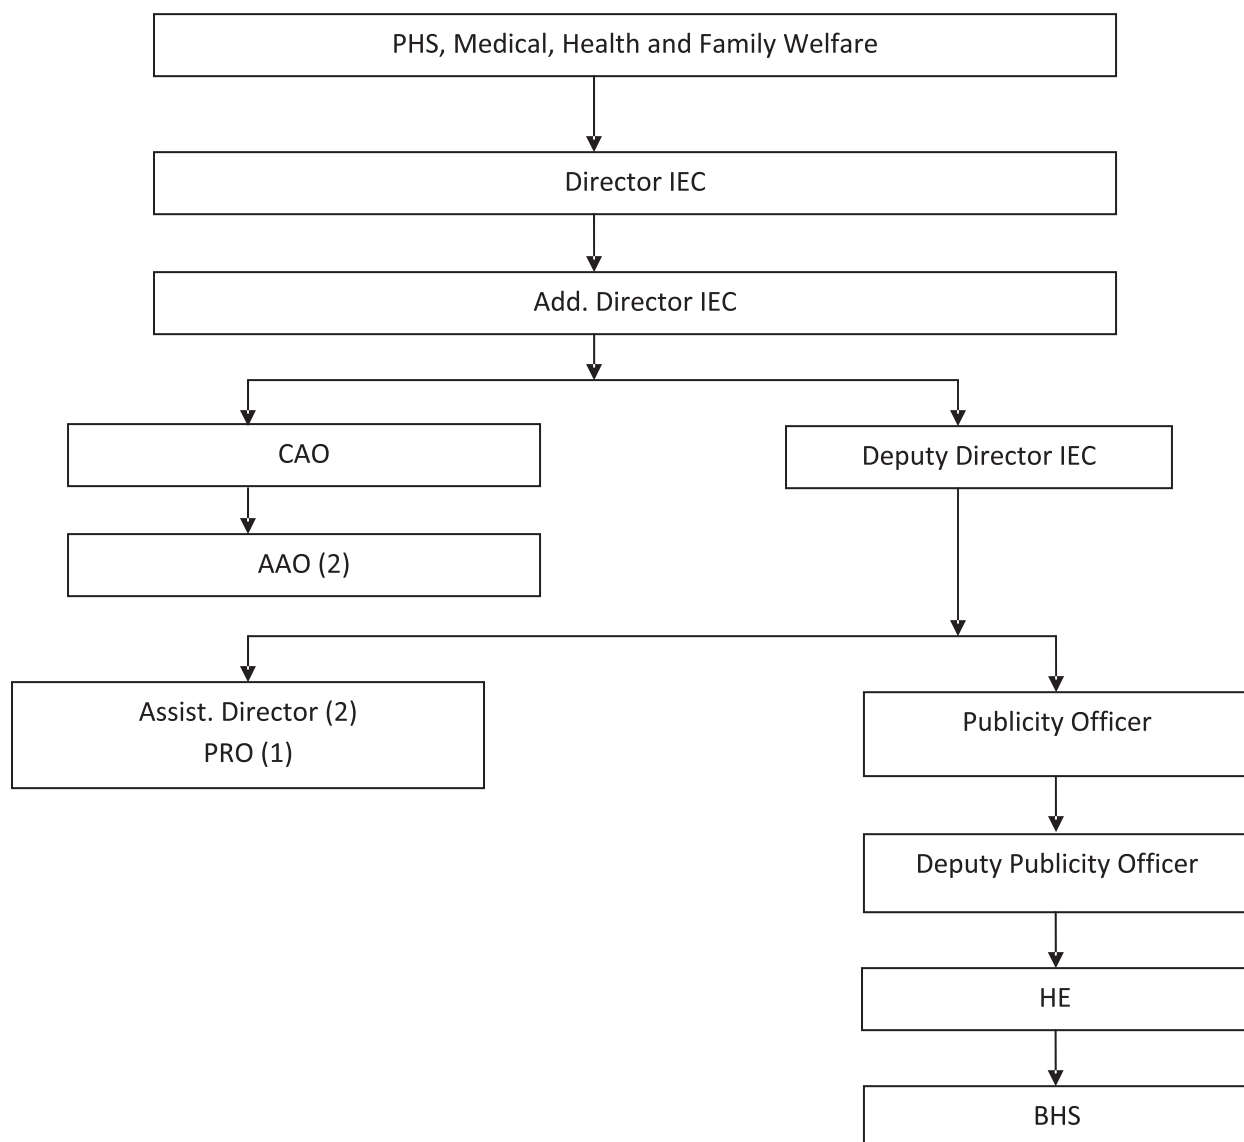 PHS, Medical, Health and Family Welfare
Director IEC
Add. Director IEC
CAO
Deputy Director IEC
AAO (2)
Assist. Director (2)
PRO (1)
Publicity Officer
Deputy Publicity Officer
HE
BHS